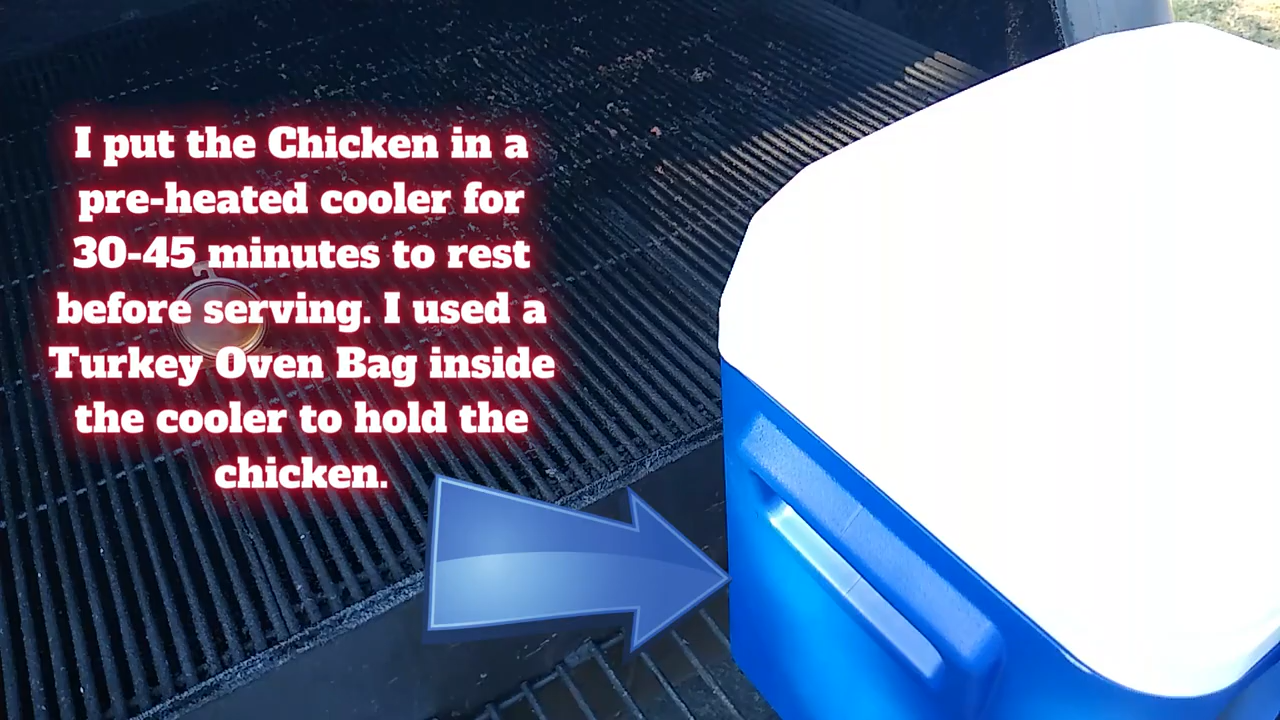 I put the Chicken in a
pre-heated cooler for
30-45 minutes to rest
before serving. I used a
Turkey Oven Bag inside
the cooler to hold the
chicken.